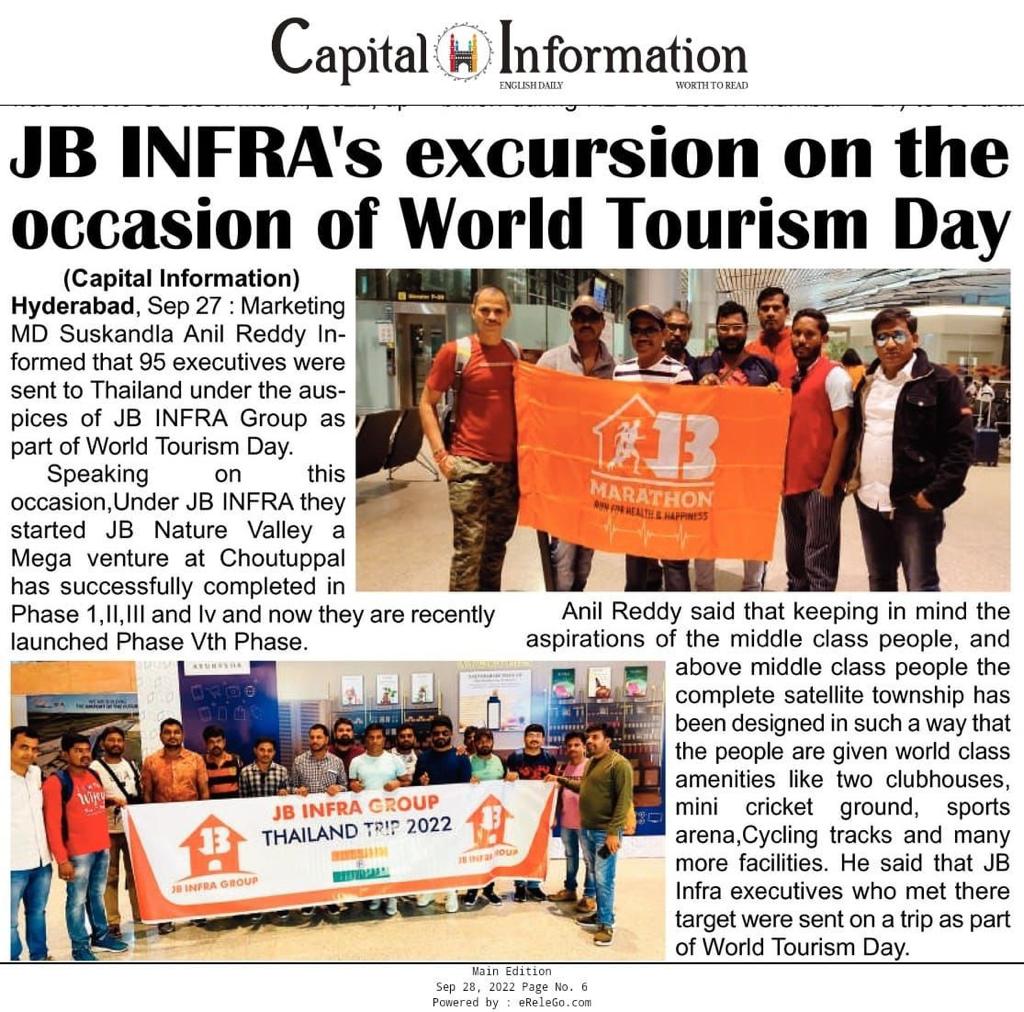 Capital Information
ENGLISH DAILY
WORTH TO READ
JB INFRA's excursion on the
occasion of World Tourism Day
(Capital Information)
Hyderabad, Sep 27 : Marketing
MD Suskandla Anil Reddy In-
formed that 95 executives were
sent to Thailand under the aus-
pices of JB INFRA Group as
part of World Tourism Day.
Speaking on this
occasion,Under JB INFRA they
started JB Nature Valley a
Mega venture at Choutuppal
has successfully completed in
Phase 1,II,III and Iv and now they are recently
launched Phase Vth Phase.
JB
MARATHON
RUN FOR HEALTH & HAPPINESS
Anil Reddy said that keeping in mind the
aspirations of the middle class people, and
above middle class people the
complete satellite township has
been designed in such a way that
the people are given world class
amenities like two clubhouses,
mini cricket ground, sports
arena,Cycling tracks and many
more facilities. He said that JB
Infra executives who met there
target were sent on a trip as part
of World Tourism Day.
JB INFRA GROUP
THAILAND TRIP 2022
JB
JB INFRA GROUP
JB
JB INFRA GROUP
Main Edition
Sep 28, 2022 Page No. 6
Powered by : eReleGo.com